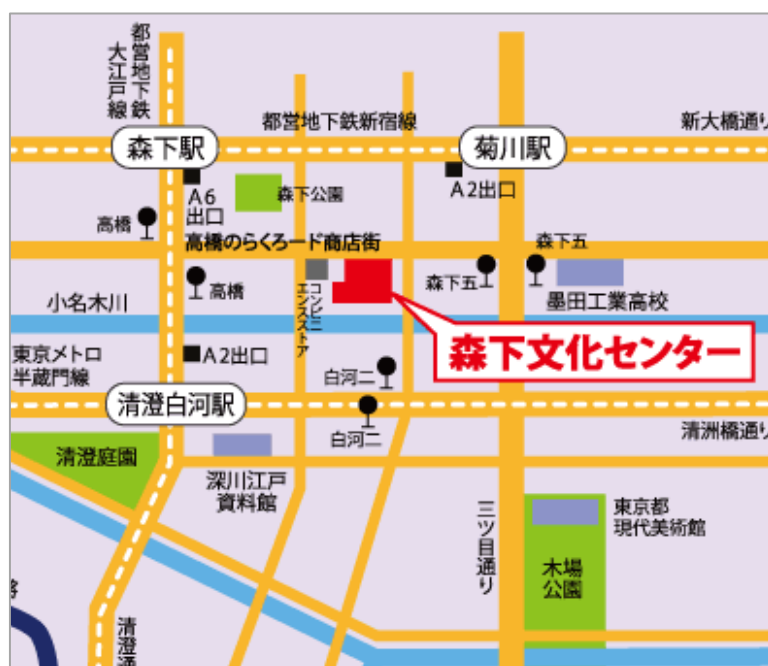 都営地下鉄
大江戸線
都営地下鉄新宿線
新大橋通り
森下駅
菊川駅
A6
出口
森下公園
A2出口
高橋
高橋のらくろード商店街
森下五
高橋
コンビニ
エンスストア
森下五
墨田工業高校
小名木川
森下文化センター
東京メトロ
半蔵門線
A2出口
白河二
清澄白河駅
白河二
清洲橋通り
清澄庭園
深川江戸
資料館
三ツ目通り
東京都
現代美術館
木場
公園
清澄通